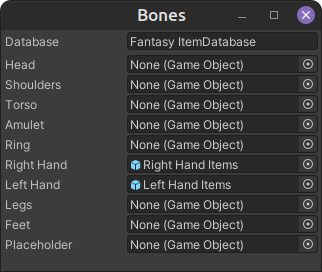 Bones
Database Fantasy ItemDatabase
Head None (Game Object)
Shoulders None (Game Object)
Torso None (Game Object)
Amulet None (Game Object)
Ring None (Game Object)
Right Hand Right Hand Items
Left Hand Left Hand Items
Legs None (Game Object)
Feet None (Game Object)
Placeholder None (Game Object)